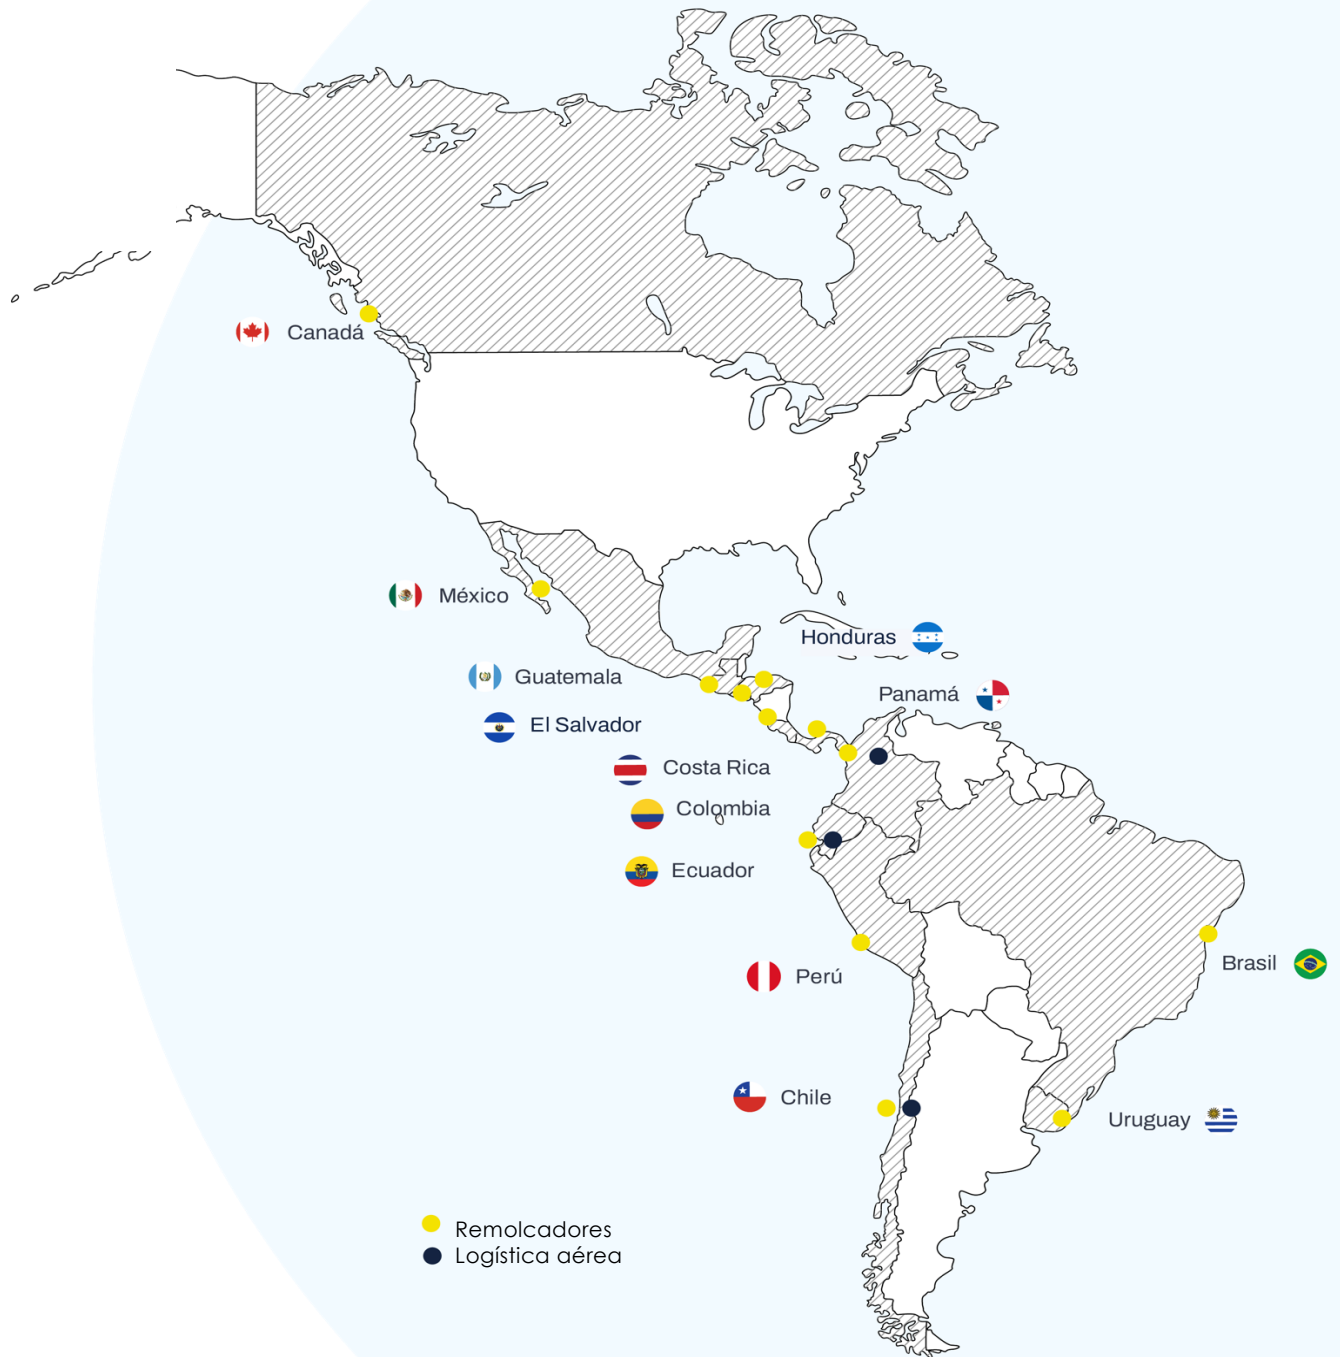 Canadá
México
Honduras
Guatemala
Panamá
El Salvador
Costa Rica
Colombia
Ecuador
Perú
Brasil
Chile
Uruguay
Remolcadores
Logística aérea